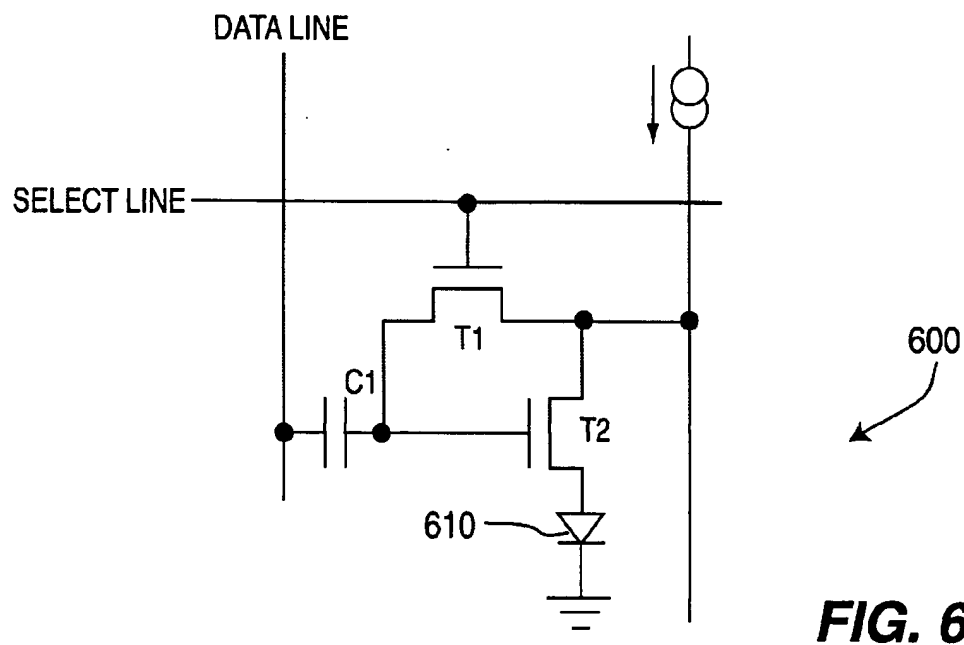 DATA LINE
SELECT LINE
T1
600
C1
T2
610
FIG. 6